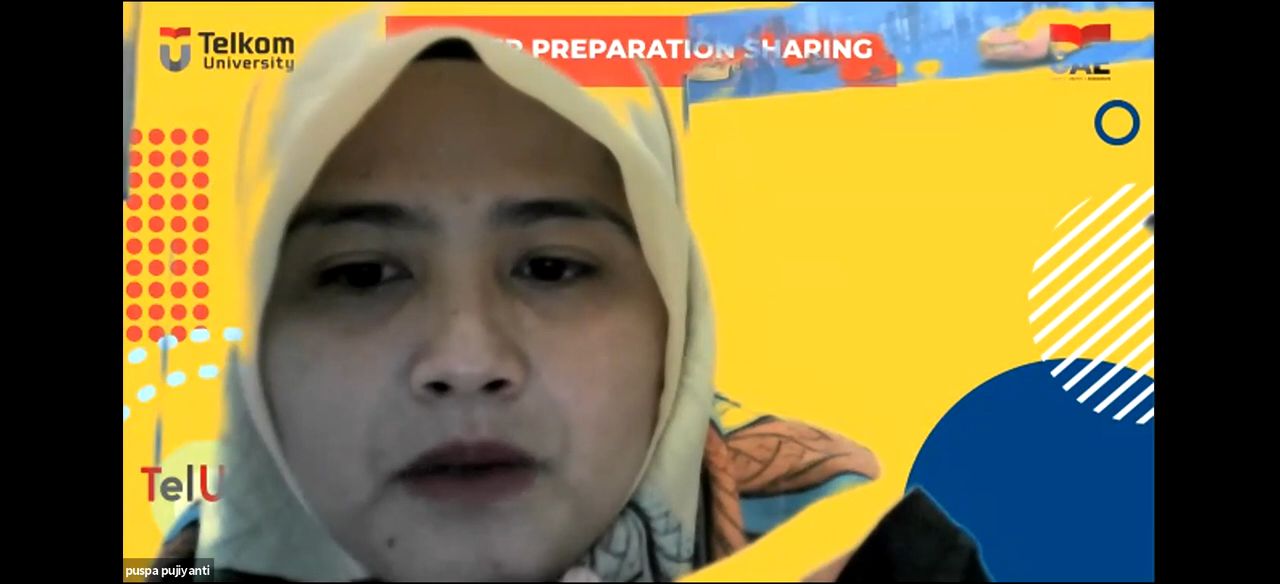 Telkom
University
PREPARATION SHARING
TelU
puspa pujiyanti